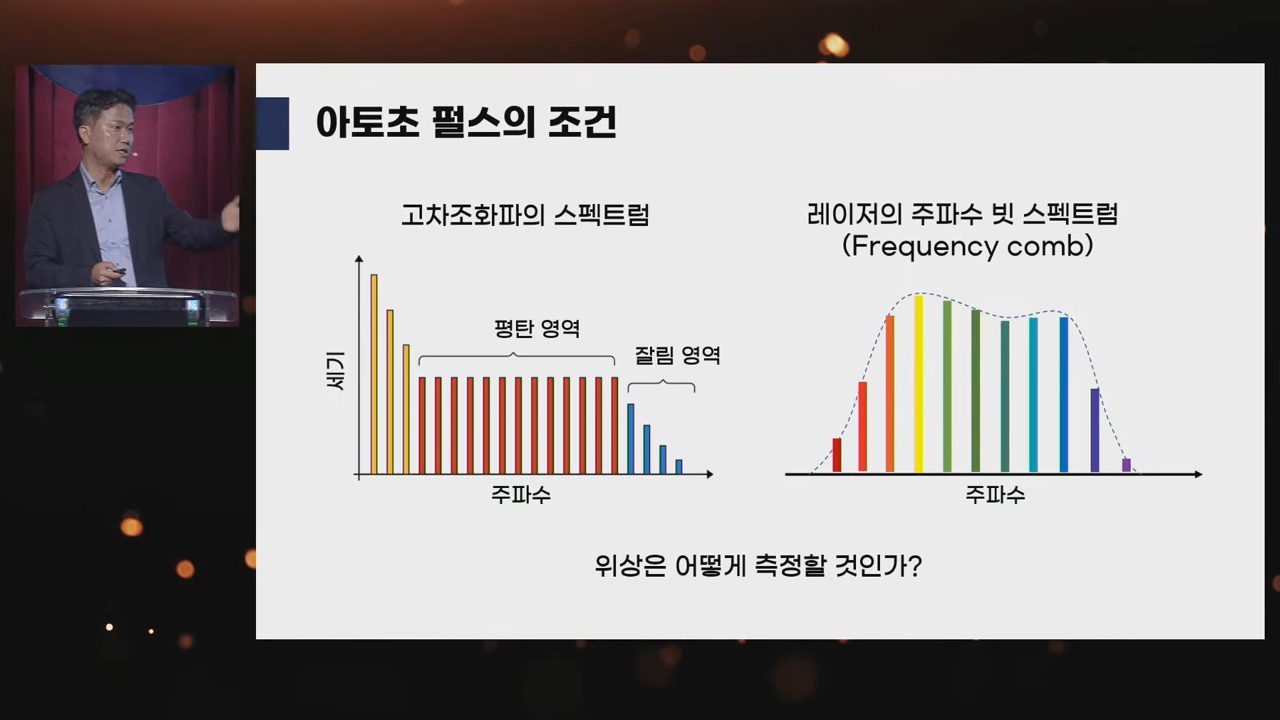 아토초 펄스의 조건
고차조화파의 스펙트럼
세기
평탄 영역
잘림 영역
주파수
레이저의 주파수 빗 스펙트럼
(Frequency comb)
주파수
위상은 어떻게 측정할 것인가?